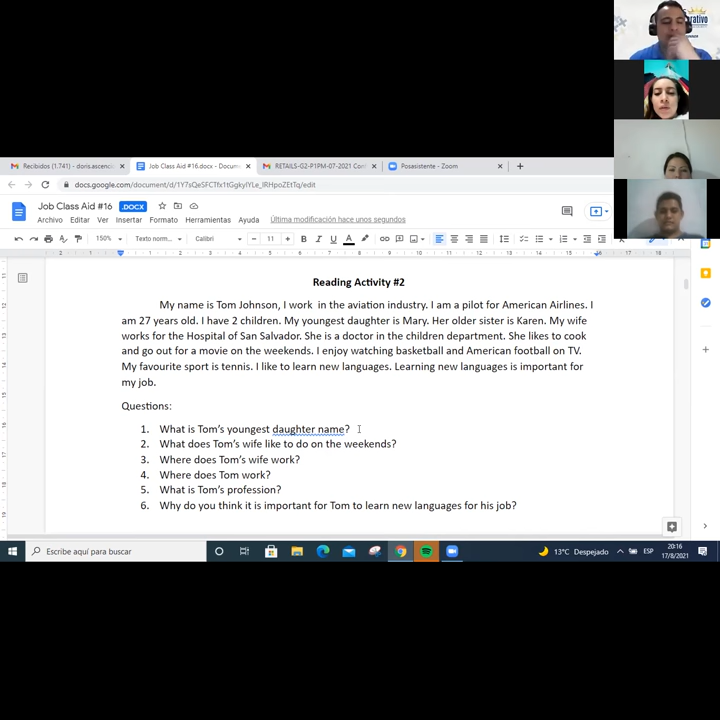 rativo
Recibidos (1.741) - doris.ascenci
Job Class Aid #16.docx - Docum
RETAILS-G2-P1PM-07-2021 Con
Posasistente - Zoom
docs.google.com/document/d/1Y7sQeSFCTfx1tGgkyIYLe_lRHpoZEtTq/edit
Job Class Aid #16 .DOCX
Archivo Editar Ver Insertar Formato Herramientas Ayuda Última modificación hace unos segundos
150% Texto norm... Calibri 11 B I U A
Reading Activity #2
My name is Tom Johnson, I work in the aviation industry. I am a pilot for American Airlines. I
am 27 years old. I have 2 children. My youngest daughter is Mary. Her older sister is Karen. My wife
works for the Hospital of San Salvador. She is a doctor in the children department. She likes to cook
and go out for a movie on the weekends. I enjoy watching basketball and American football on TV.
My favourite sport is tennis. I like to learn new languages. Learning new languages is important for
my job.
Questions:
1. What is Tom's youngest daughter name?
2. What does Tom's wife like to do on the weekends?
3. Where does Tom's wife work?
4. Where does Tom work?
5. What is Tom's profession?
6. Why do you think it is important for Tom to learn new languages for his job?
Escribe aquí para buscar
13°C Despejado
ESP
20:16
17/8/2021